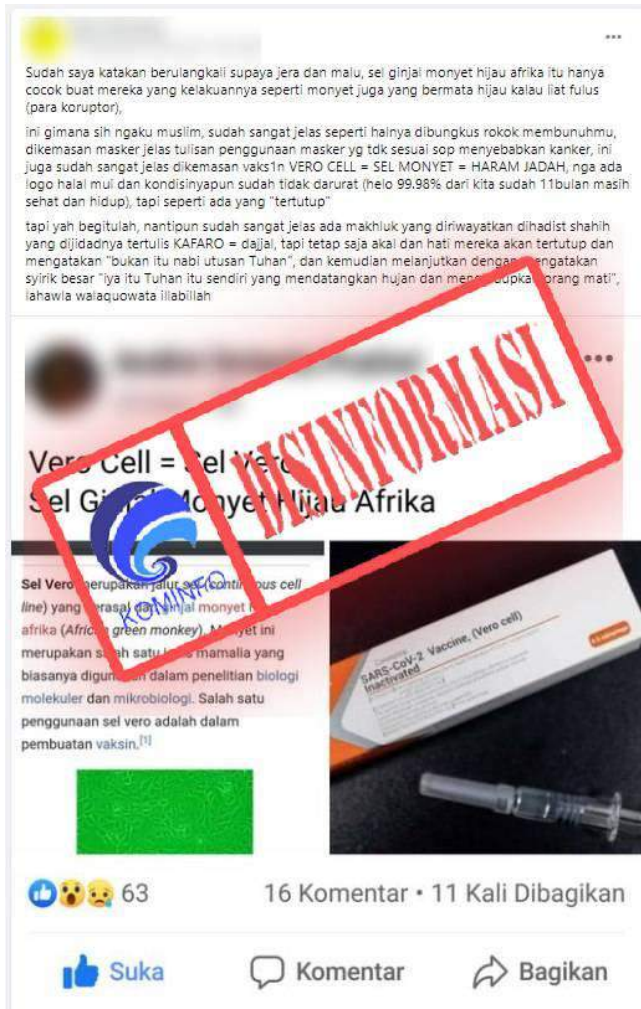 Sudah saya katakan berulangkali supaya jera dan malu, sel ginjal monyet hijau afrika itu hanya
cocok buat mereka yang kelakuannya seperti monyet juga yang bermata hijau kalau liat fulus
(para koruptor),
ini gimana sih ngaku muslim, sudah sangat jelas seperti halnya dibungkus rokok membunuhmu,
dikemasan masker jelas tulisan penggunaan masker yg tdk sesuai sop menyebabkan kanker, ini
juga sudah sangat jelas dikemasan vaks1n VERO CELL = SEL MONYET = HARAM JADAH, nga ada
logo halal mui dan kondisinyapun sudah tidak darurat (helo 99.98% dari kita sudah 11bulan masih
sehat dan hidup), tapi seperti ada yang "tertutup"
tapi yah begitulah, nantipun sudah sangat jelas ada makhluk yang diriwayatkan dihadist shahih
yang dijidadnya tertulis KAFARO = dajjal, tapi tetap saja akal dan hati mereka akan tertutup dan
mengatakan "bukan itu nabi utusan Tuhan", dan kemudian melanjutkan dengan mengatakan
syirik besar "iya itu Tuhan itu sendiri yang mendatangkan hujan dan orang mati",
lahawla walaquowata illabillah
DISINFORMASI
KOMINFO
Vero Cell = Sel Vero
Sel Ginjal Monyet Hijau Afrika
Sel Vero merupakan jalur sel (continuous cell
line) yang berasal dari ginjal monyet
afrika (African green monkey). Monyet ini
merupakan salah satu mamalia yang
biasanya digunakan dalam penelitian biologi
molekuler dan mikrobiologi. Salah satu
penggunaan sel vero adalah dalam
pembuatan vaksin.[1]
SARS-CoV-2 Vaccine, (Vero cell)
Inactivated
63
16 Komentar • 11 Kali Dibagikan
Suka
Komentar
Bagikan